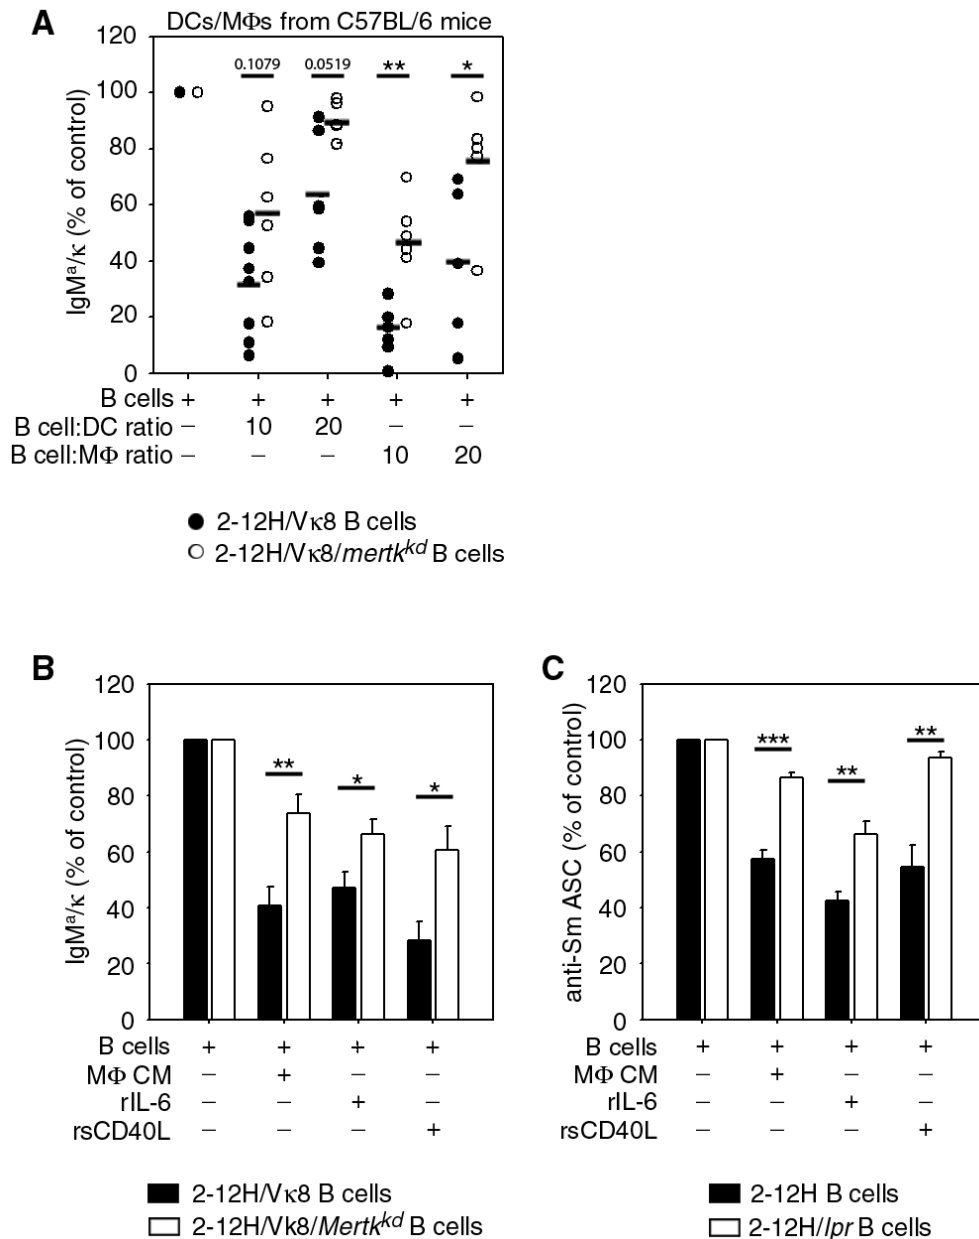 A
DCs/MΦs from C57BL/6 mice
120
100
80
60
40
20
0
IgMᵃ/κ (% of control)
0.1079 0.0519 ** *
B cells + + + + +
B cell:DC ratio – 10 20 – –
B cell:MΦ ratio – – – 10 20
2-12H/Vκ8 B cells
2-12H/Vκ8/mertkᵏᵈ B cells
B
120
100
80
60
40
20
0
IgMᵃ/κ (% of control)
** * *
B cells + + + +
MΦ CM – + – –
rIL-6 – – + –
rsCD40L – – – +
2-12H/Vκ8 B cells
2-12H/Vk8/Mertkᵏᵈ B cells
C
120
100
80
60
40
20
0
anti-Sm ASC (% of control)
*** ** **
B cells + + + +
MΦ CM – + – –
rIL-6 – – + –
rsCD40L – – – +
2-12H B cells
2-12H/lpr B cells